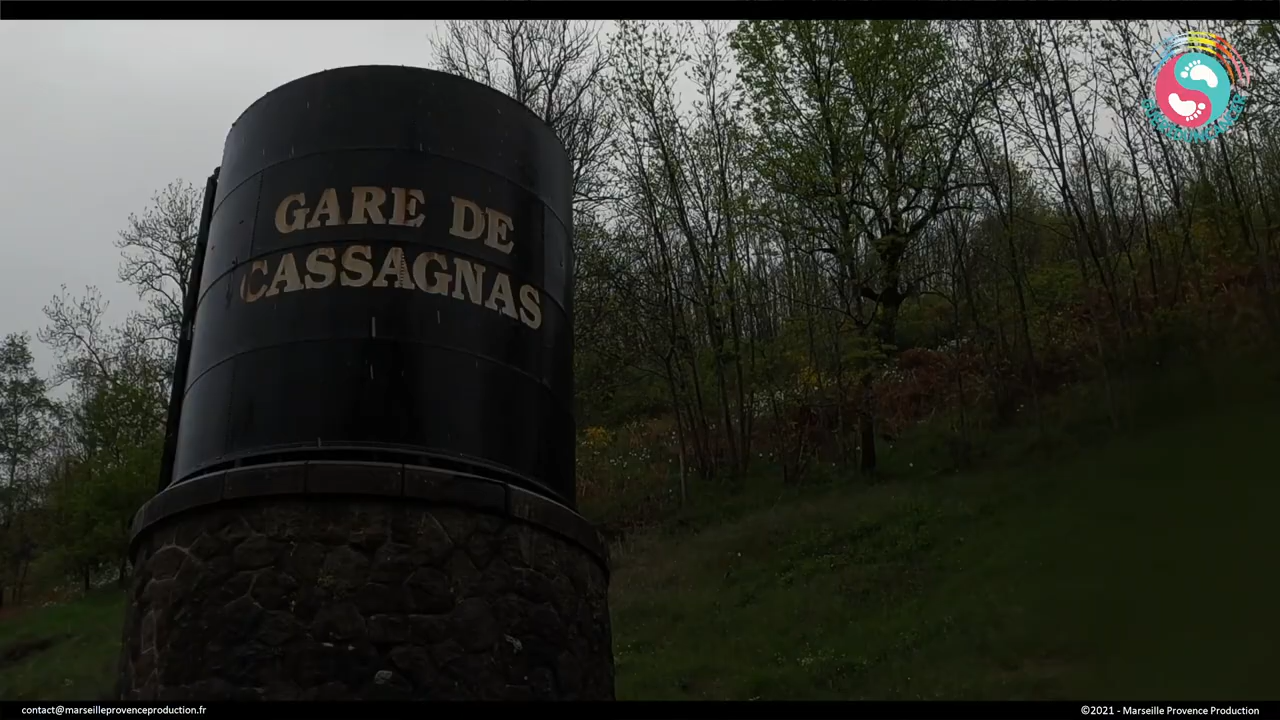 GARE DE
CASSAGNAS
contact@marseilleprovenceproduction.fr
©2021 - Marseille Provence Production